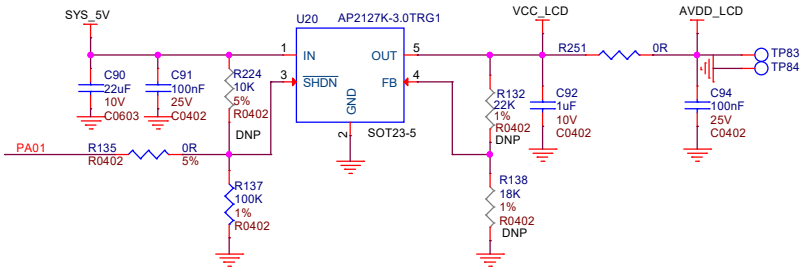 SYS_5V
U20 AP2127K-3.0TRG1
VCC_LCD
AVDD_LCD
1 IN
OUT 5
R251 0R
TP83
TP84
C90
22uF
10V
C0603
C91
100nF
25V
C0402
R224
10K
5%
R0402
DNP
3 SHDN
FB 4
GND
2
SOT23-5
R132
22K
1%
R0402
DNP
C92
1uF
10V
C0402
C94
100nF
25V
C0402
PA01
R135 0R
R0402 5%
R137
100K
1%
R0402
R138
18K
1%
R0402
DNP